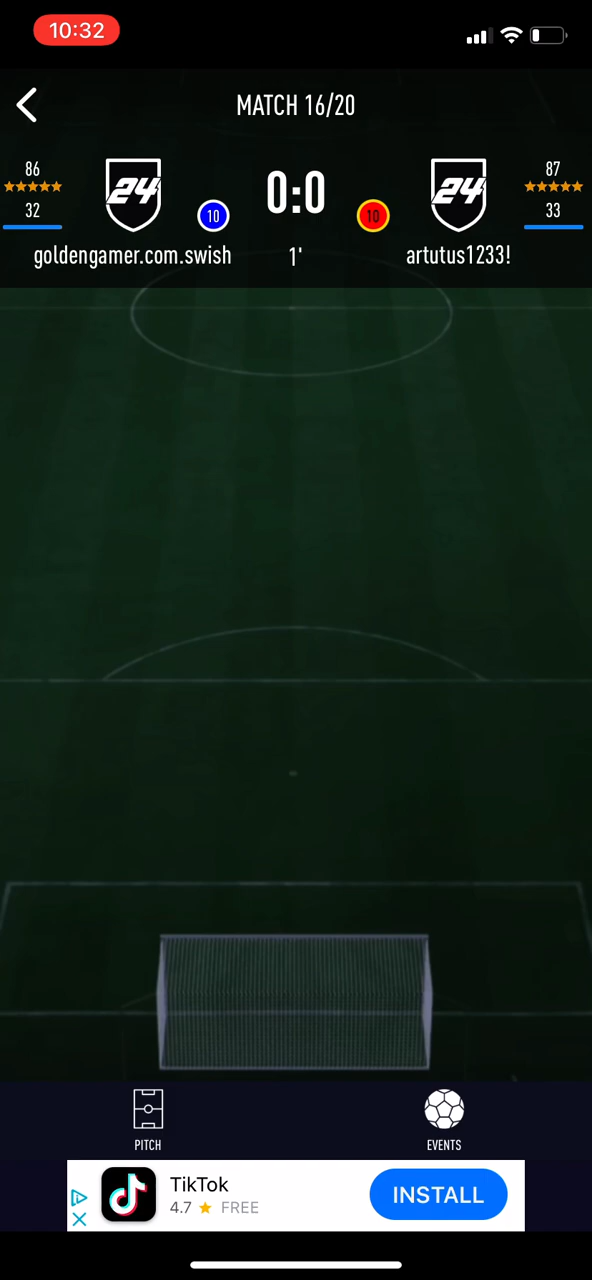 10:32
MATCH 16/20
86
32
24
10
0:0
10
24
87
33
goldengamer.com.swish
1'
artutus1233!
PITCH
EVENTS
TikTok
4.7 FREE
INSTALL